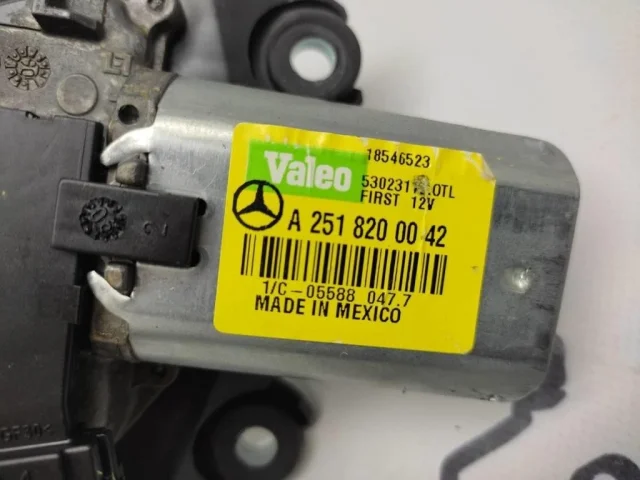 Valeo
18546523
FIRST 12V
A 251 820 00 42
1/C-05588 047.7
MADE IN MEXICO